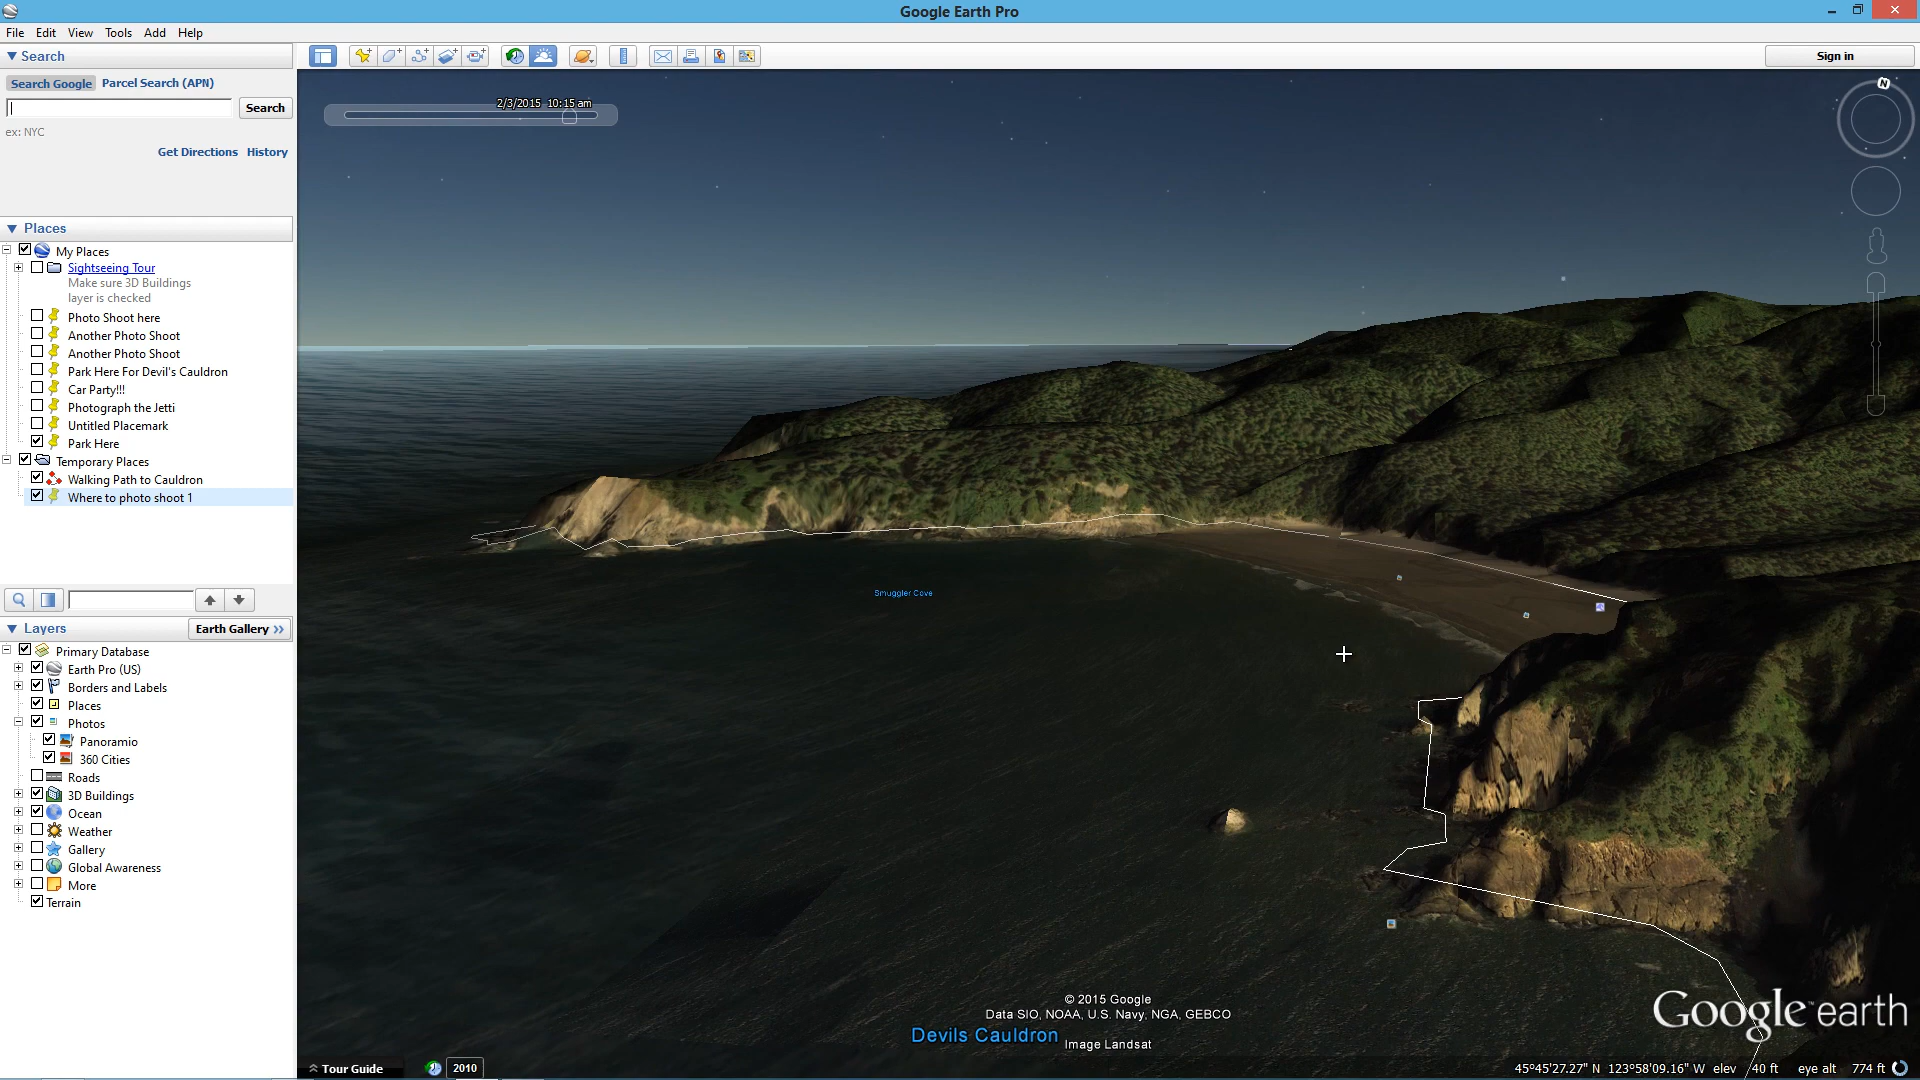 Google Earth Pro
File Edit View Tools Add Help
Search
Search Google Parcel Search (APN)
Search
ex: NYC
Get Directions History
Places
My Places
Sightseeing Tour
Make sure 3D Buildings
layer is checked
Photo Shoot here
Another Photo Shoot
Another Photo Shoot
Park Here For Devil's Cauldron
Car Party!!!
Photograph the Jetti
Untitled Placemark
Park Here
Temporary Places
Walking Path to Cauldron
Where to photo shoot 1
Layers
Earth Gallery >>
Primary Database
Earth Pro (US)
Borders and Labels
Places
Photos
Panoramio
360 Cities
Roads
3D Buildings
Ocean
Weather
Gallery
Global Awareness
More
Terrain
Sign in
2/3/2015 10:15 am
N
Smuggler Cove
© 2015 Google
Data SIO, NOAA, U.S. Navy, NGA, GEBCO
Devils Cauldron
Image Landsat
Google™ earth
Tour Guide
2010
45°45'27.27" N 123°58'09.16" W elev 40 ft eye alt 774 ft